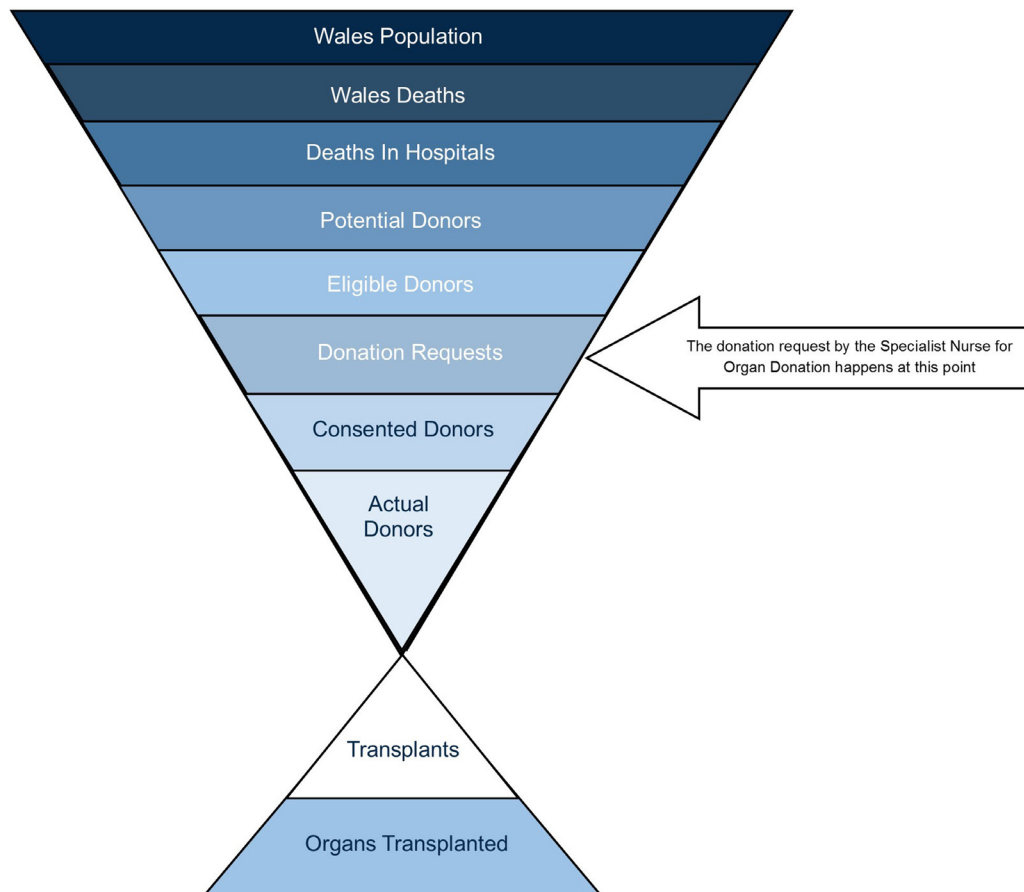 Wales Population
Wales Deaths
Deaths In Hospitals
Potential Donors
Eligible Donors
Donation Requests
The donation request by the Specialist Nurse for
Organ Donation happens at this point
Consented Donors
Actual
Donors
Transplants
Organs Transplanted